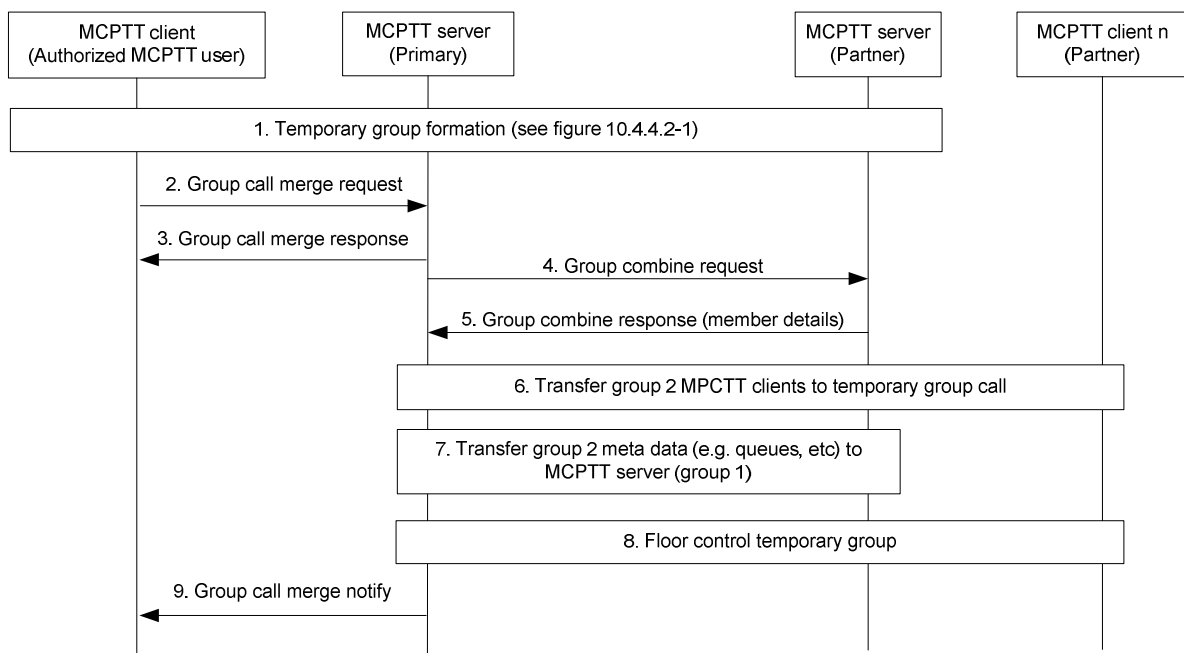 MCPTT client
(Authorized MCPTT user)
MCPTT server
(Primary)
MCPTT server
(Partner)
MCPTT client n
(Partner)
1. Temporary group formation (see figure 10.4.4.2-1)
2. Group call merge request
3. Group call merge response
4. Group combine request
5. Group combine response (member details)
6. Transfer group 2 MPCTT clients to temporary group call
7. Transfer group 2 meta data (e.g. queues, etc) to
MCPTT server (group 1)
8. Floor control temporary group
9. Group call merge notify